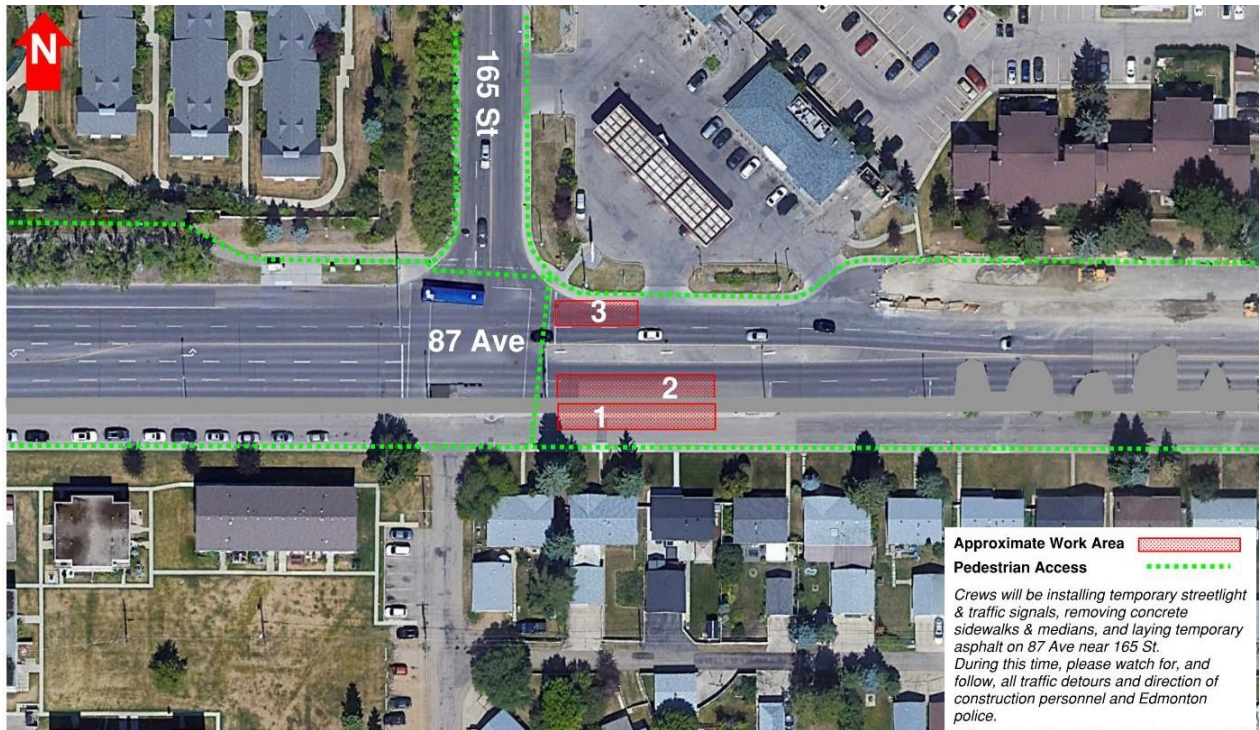 N
165 St
3
87 Ave
2
1
Approximate Work Area
Pedestrian Access
Crews will be installing temporary streetlight
& traffic signals, removing concrete
sidewalks & medians, and laying temporary
asphalt on 87 Ave near 165 St.
During this time, please watch for, and
follow, all traffic detours and direction of
construction personnel and Edmonton
police.